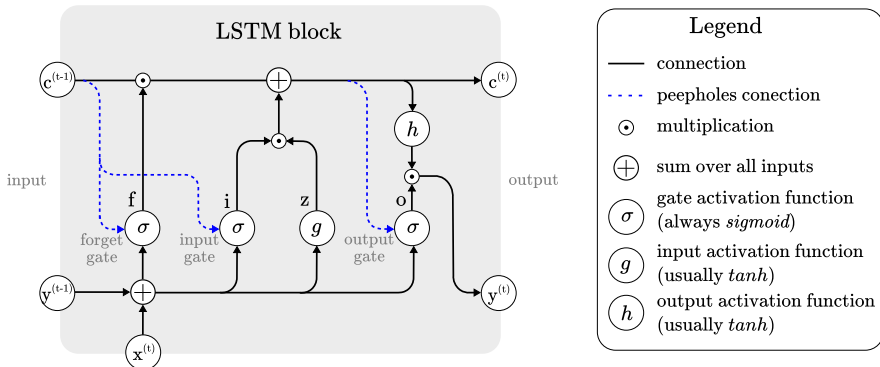 LSTM block
c(t-1)
c(t)
h
input
output
f
i
z
o
σ
σ
g
σ
forget
gate
input
gate
output
gate
y(t-1)
y(t)
x(t)
Legend
connection
peepholes conection
multiplication
sum over all inputs
σ
gate activation function
(always sigmoid)
g
input activation function
(usually tanh)
h
output activation function
(usually tanh)